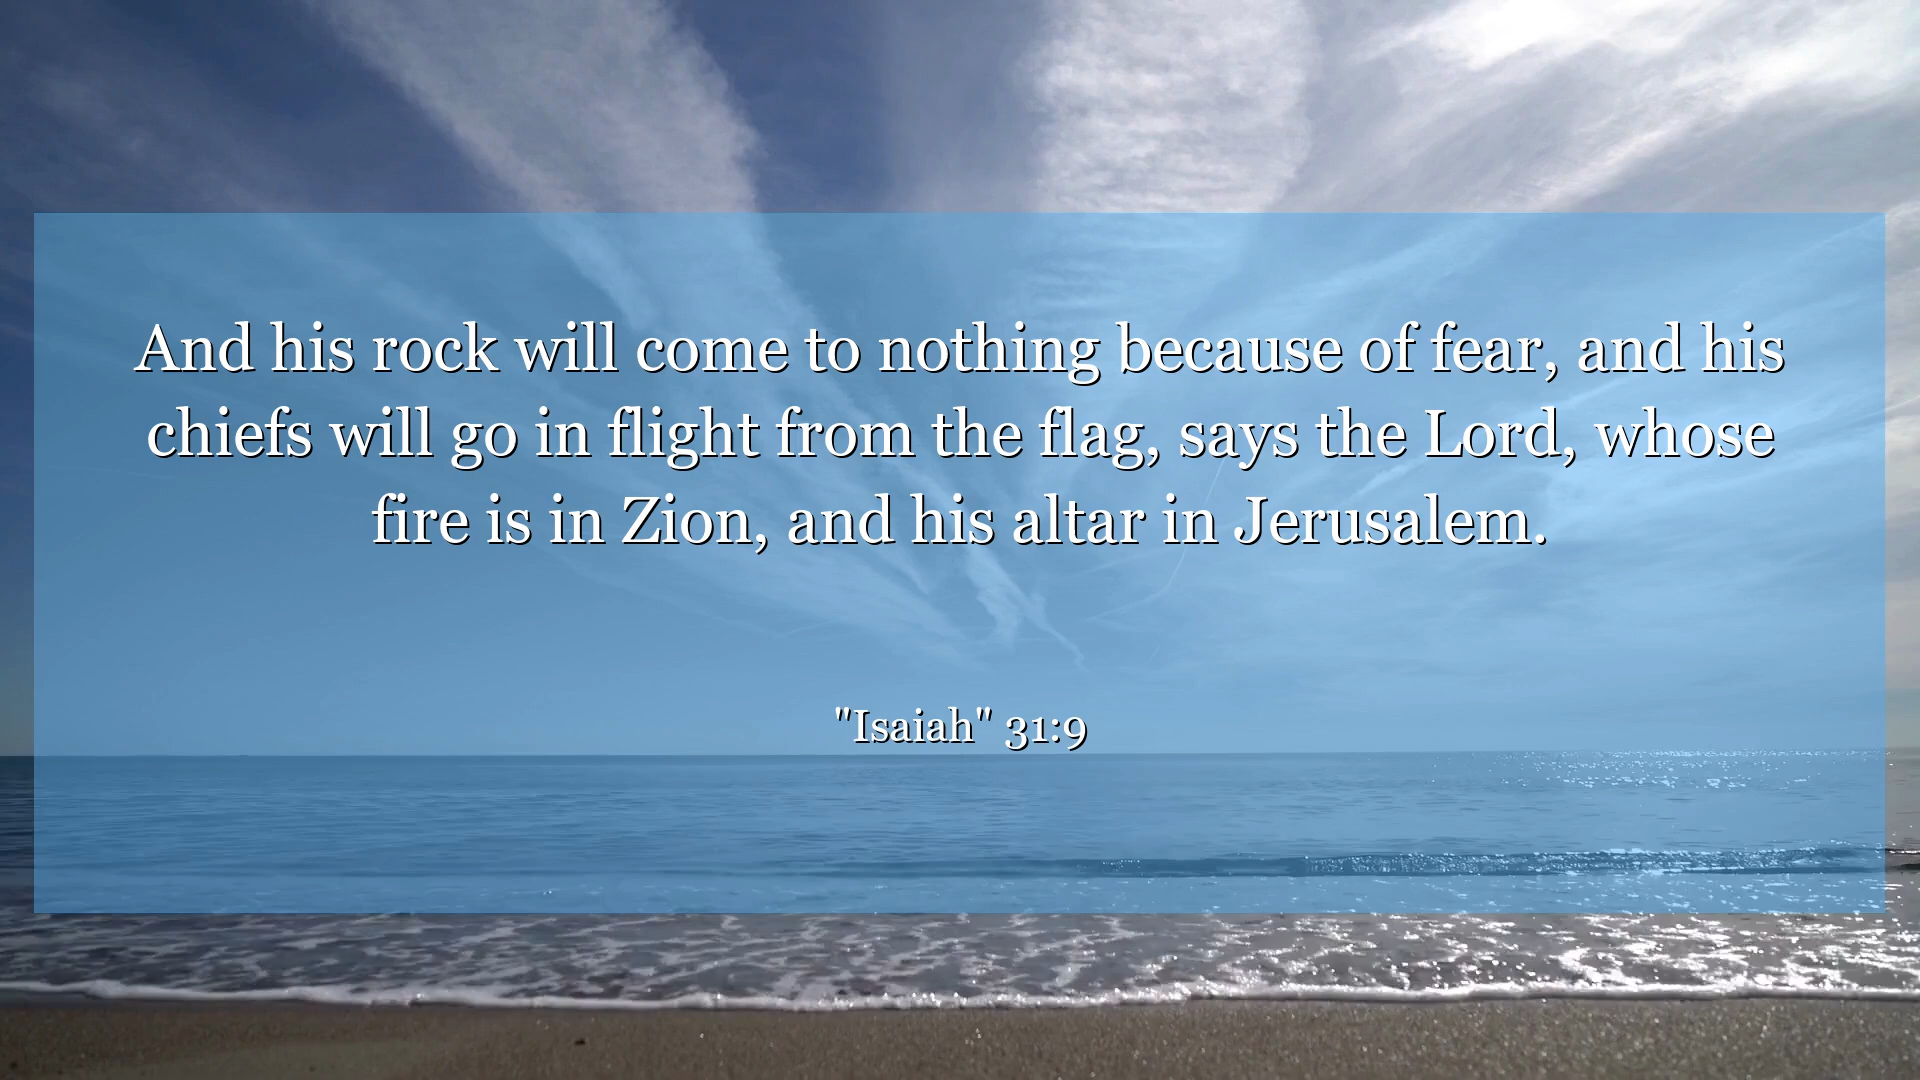 And his rock will come to nothing because of fear, and his
chiefs will go in flight from the flag, says the Lord, whose
fire is in Zion, and his altar in Jerusalem.
"Isaiah" 31:9